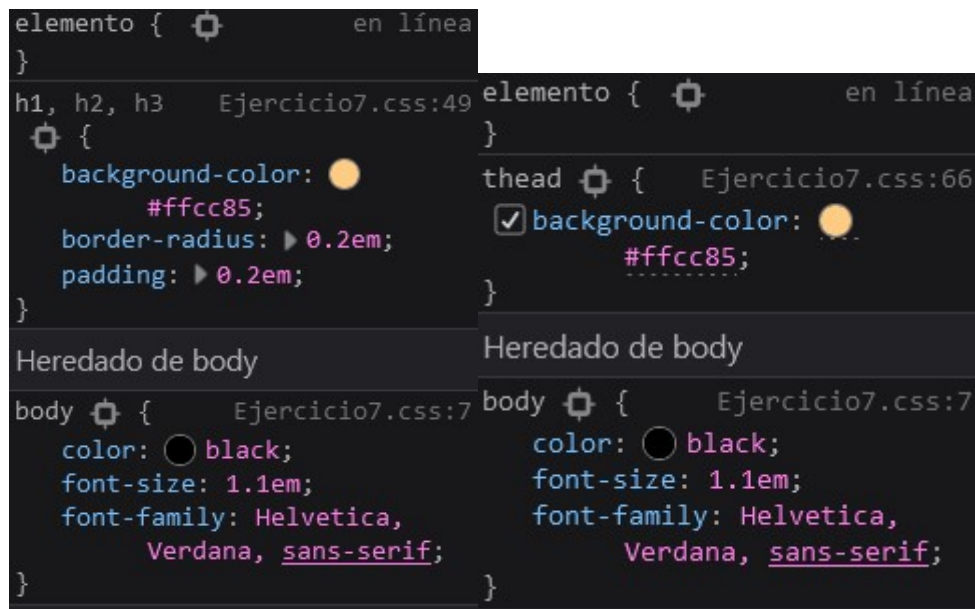 elemento { en línea
}
h1, h2, h3 Ejercicio7.css:49
{
background-color:
#ffcc85;
border-radius: 0.2em;
padding: 0.2em;
}
Heredado de body
body { Ejercicio7.css:7
color: black;
font-size: 1.1em;
font-family: Helvetica,
Verdana, sans-serif;
}
elemento { en línea
}
thead { Ejercicio7.css:66
background-color:
#ffcc85;
}
Heredado de body
body { Ejercicio7.css:7
color: black;
font-size: 1.1em;
font-family: Helvetica,
Verdana, sans-serif;
}